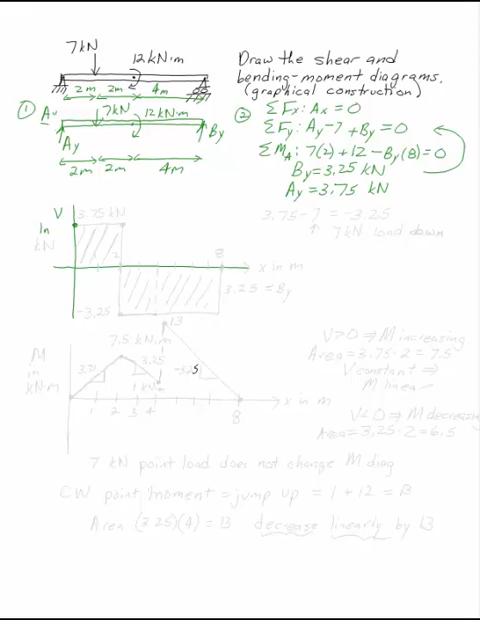 7kN
12kN·m
2m 2m 4m
Draw the shear and
bending-moment diagrams.
(graphical construction)
① A
7kN 12kN·m
Ay By
2m 2m 4m
② ΣFx: Ax = 0
ΣFy: Ay - 7 + By = 0
ΣMA: 7(2) + 12 - By(8) = 0
By = 3.25 kN
Ay = 3.75 kN
V
In
kN
3.75 kN
2
8
x in m
-3.25
3.25 = By
3.75 - 7 = -3.25
↑ 7kN load down
M
in
kN·m
7.5 kN·m
13
3.25
1 kN
1 2 3 4
8
x in m
V>0 ⇒ M increasing
Area = 3.75·2 = 7.5
V constant ⇒
M linea
V<0 ⇒ M decreasing
Area = 3.25·2 = 6.5
7 kN point load does not change M diag
CW point moment = jump up = 1 + 12 = 13
Area (3.25)(4) = 13 decrease linearly by 13